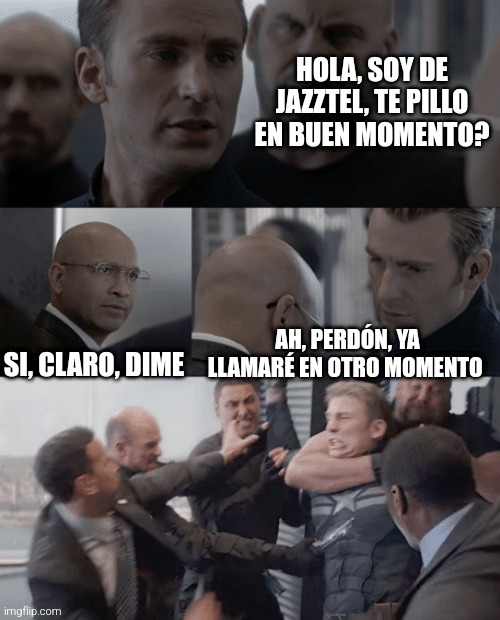 HOLA, SOY DE
JAZZTEL, TE PILLO
EN BUEN MOMENTO?
SI, CLARO, DIME
AH, PERDÓN, YA
LLAMARÉ EN OTRO MOMENTO
imgflip.com